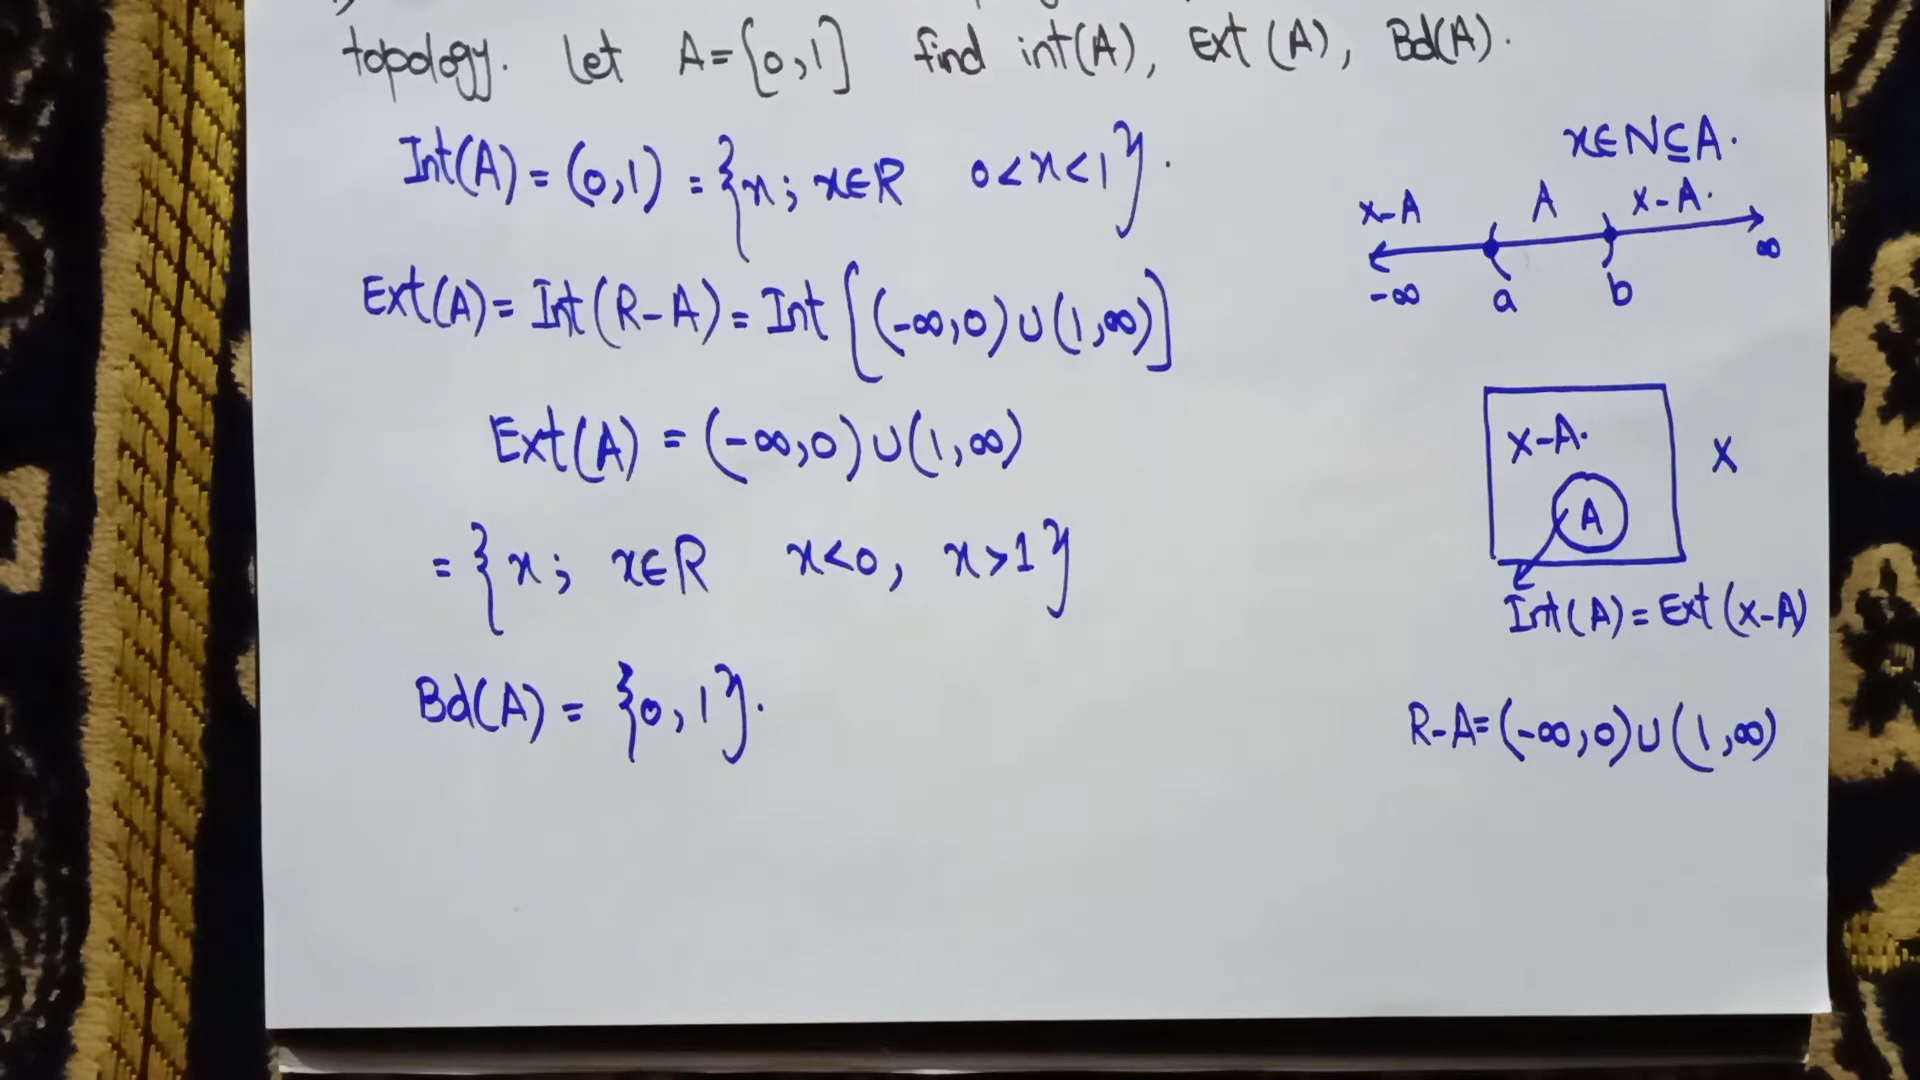 topology. Let A=[0,1] find int(A), Ext (A), Bd(A).
Int(A) = (0,1) = {x; x∈R 0<x<1}.
x∈N⊆A.
x-A A x-A.
-∞ a b ∞
Ext(A) = Int(R-A) = Int [(-∞,0)∪(1,∞)]
Ext(A) = (-∞,0)∪(1,∞)
x-A. X
A
= {x; x∈R x<0, x>1}
Int(A) = Ext (x-A)
Bd(A) = {0,1}.
R-A=(-∞,0)∪(1,∞)